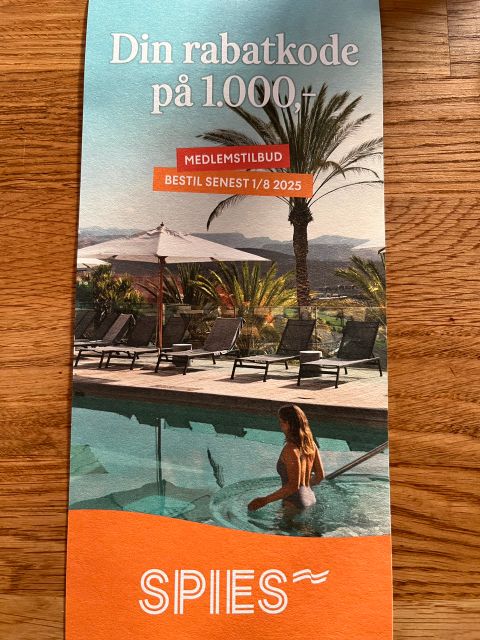 Din rabatkode
på 1.000,-
MEDLEMSTILBUD
BESTIL SENEST 1/8 2025
SPIES